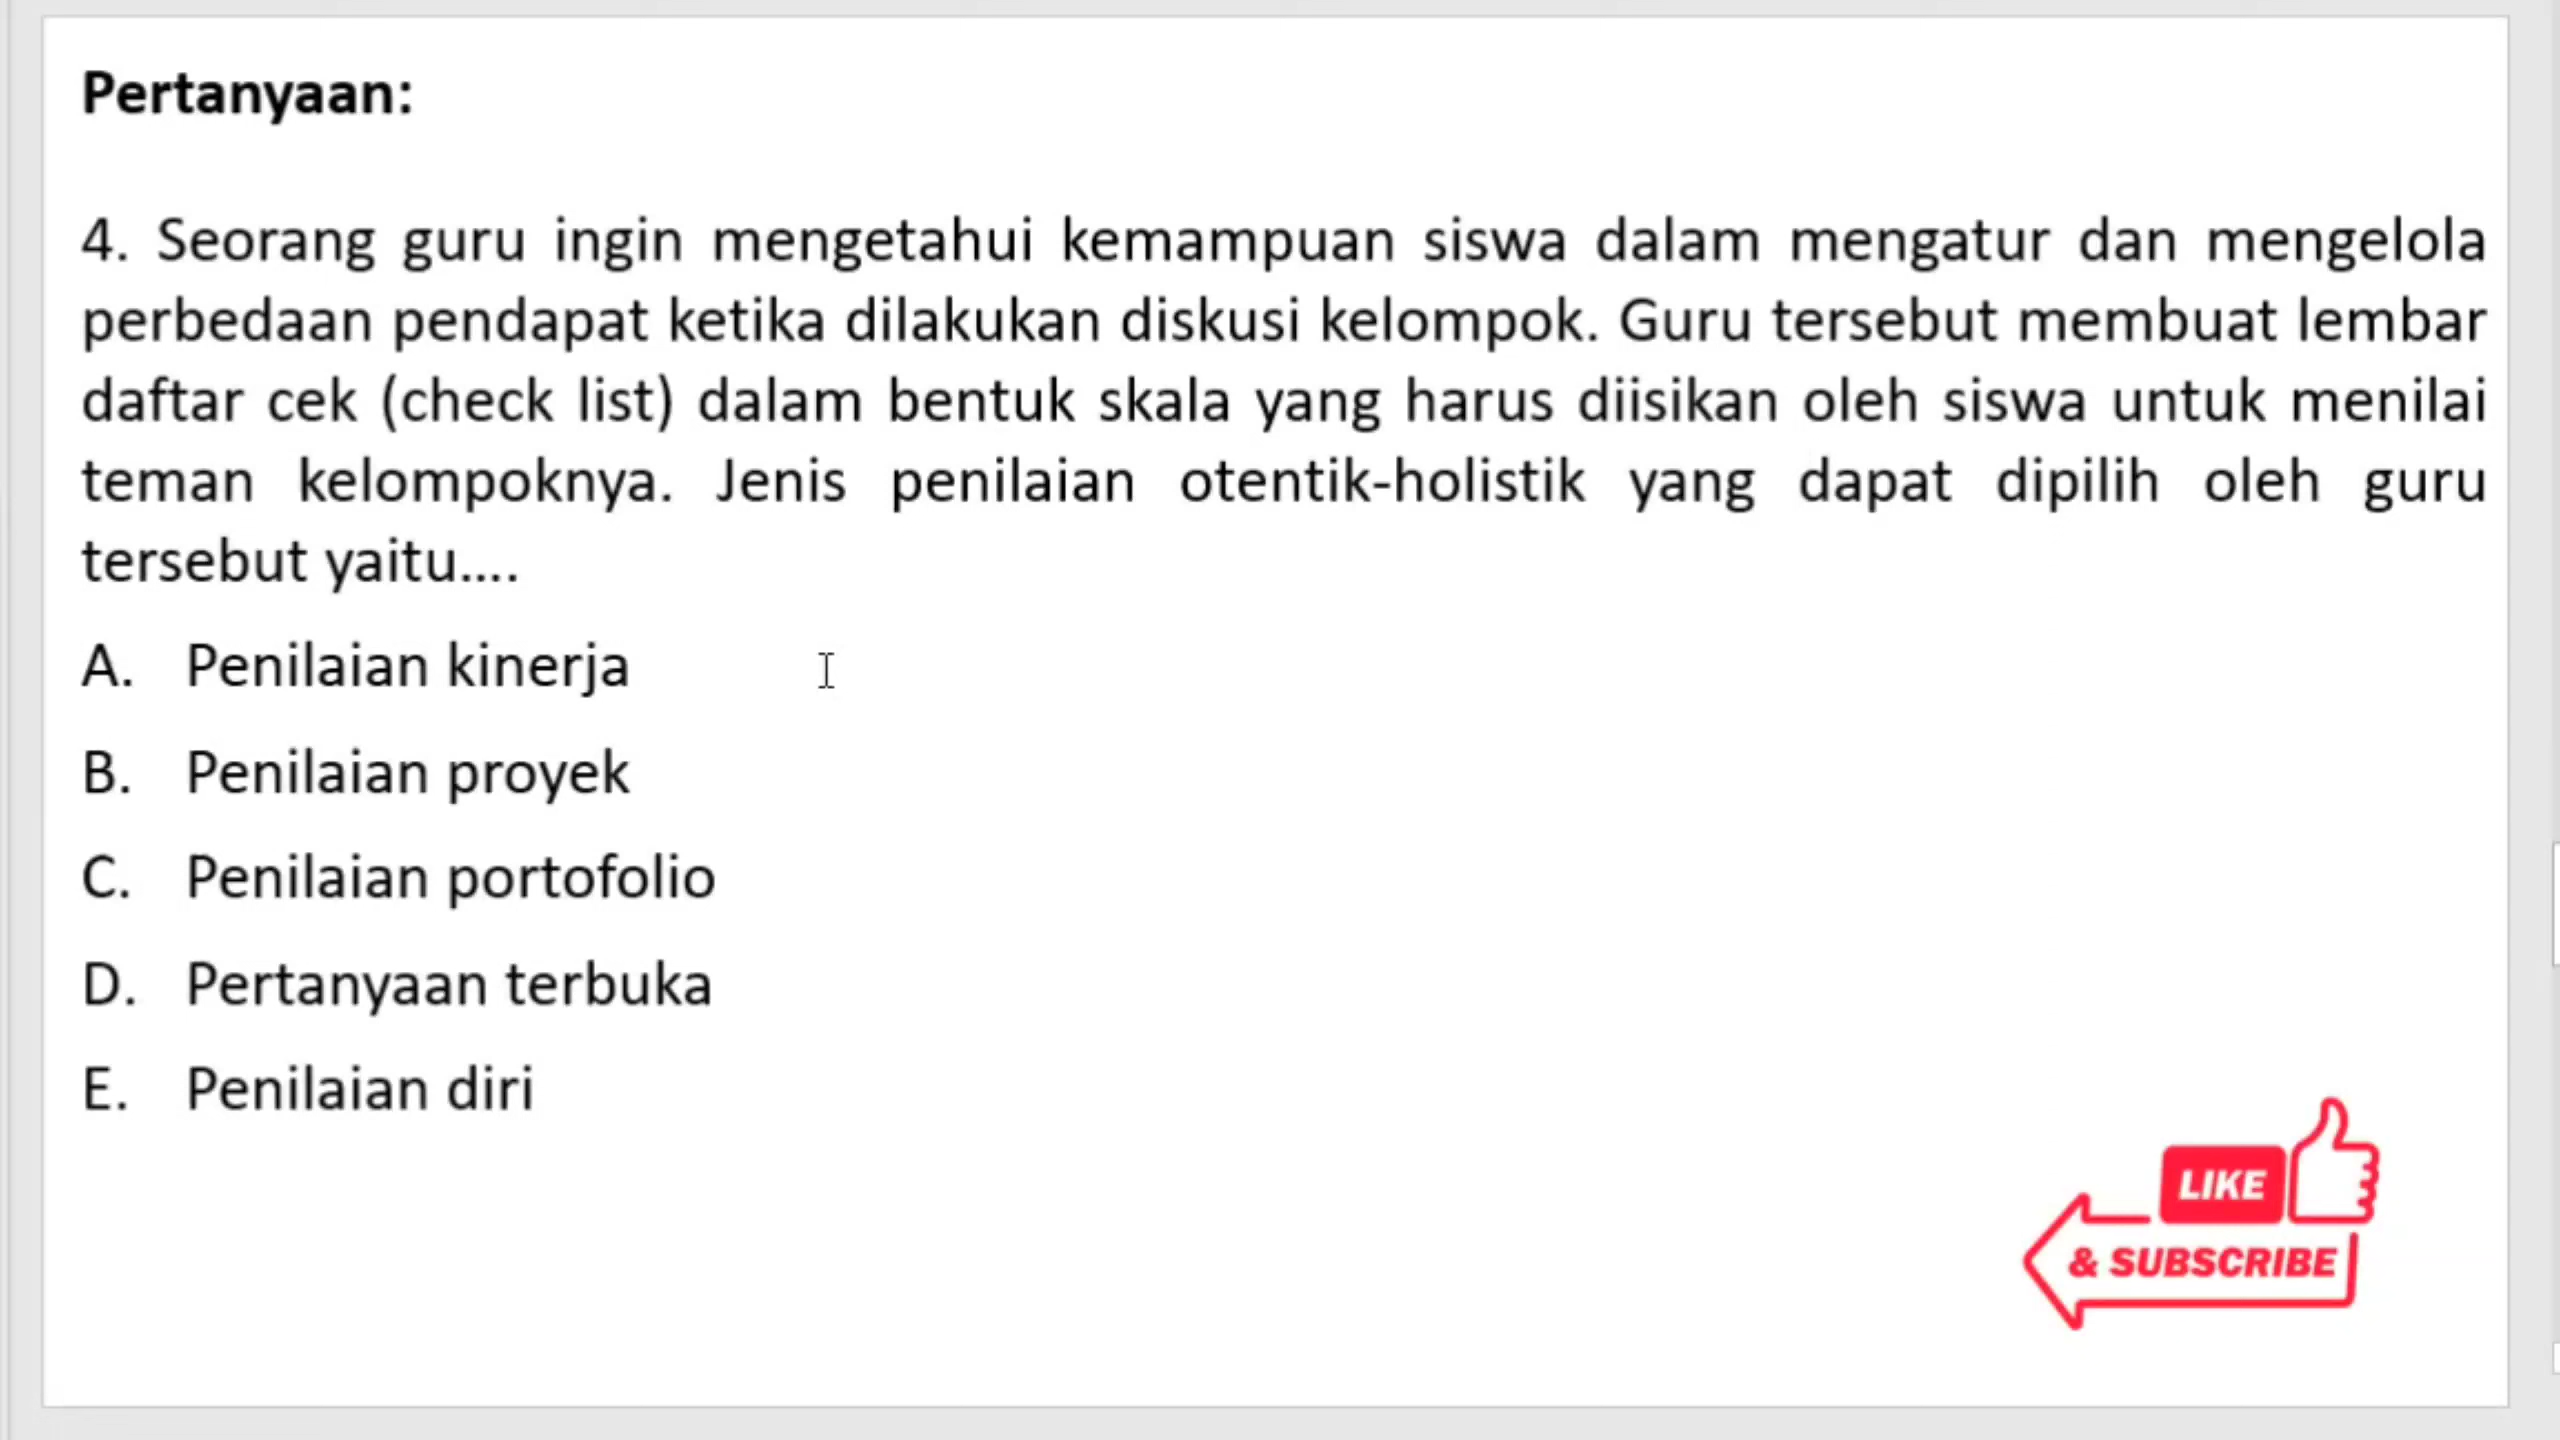 Pertanyaan:
4. Seorang guru ingin mengetahui kemampuan siswa dalam mengatur dan mengelola
perbedaan pendapat ketika dilakukan diskusi kelompok. Guru tersebut membuat lembar
daftar cek (check list) dalam bentuk skala yang harus diisikan oleh siswa untuk menilai
teman kelompoknya. Jenis penilaian otentik-holistik yang dapat dipilih oleh guru
tersebut yaitu....
A. Penilaian kinerja
B. Penilaian proyek
C. Penilaian portofolio
D. Pertanyaan terbuka
E. Penilaian diri
LIKE
& SUBSCRIBE